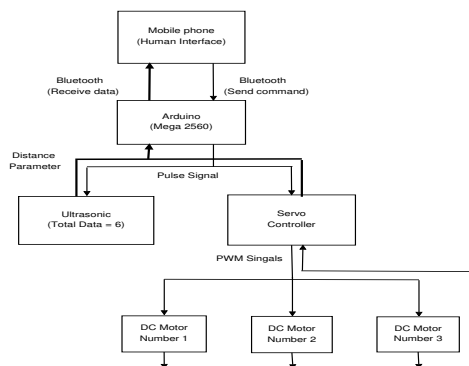 Mobile phone
(Human Interface)
Bluetooth
(Receive data)
Bluetooth
(Send command)
Arduino
(Mega 2560)
Distance
Parameter
Pulse Signal
Ultrasonic
(Total Data = 6)
Servo
Controller
PWM Singals
DC Motor
Number 1
DC Motor
Number 2
DC Motor
Number 3